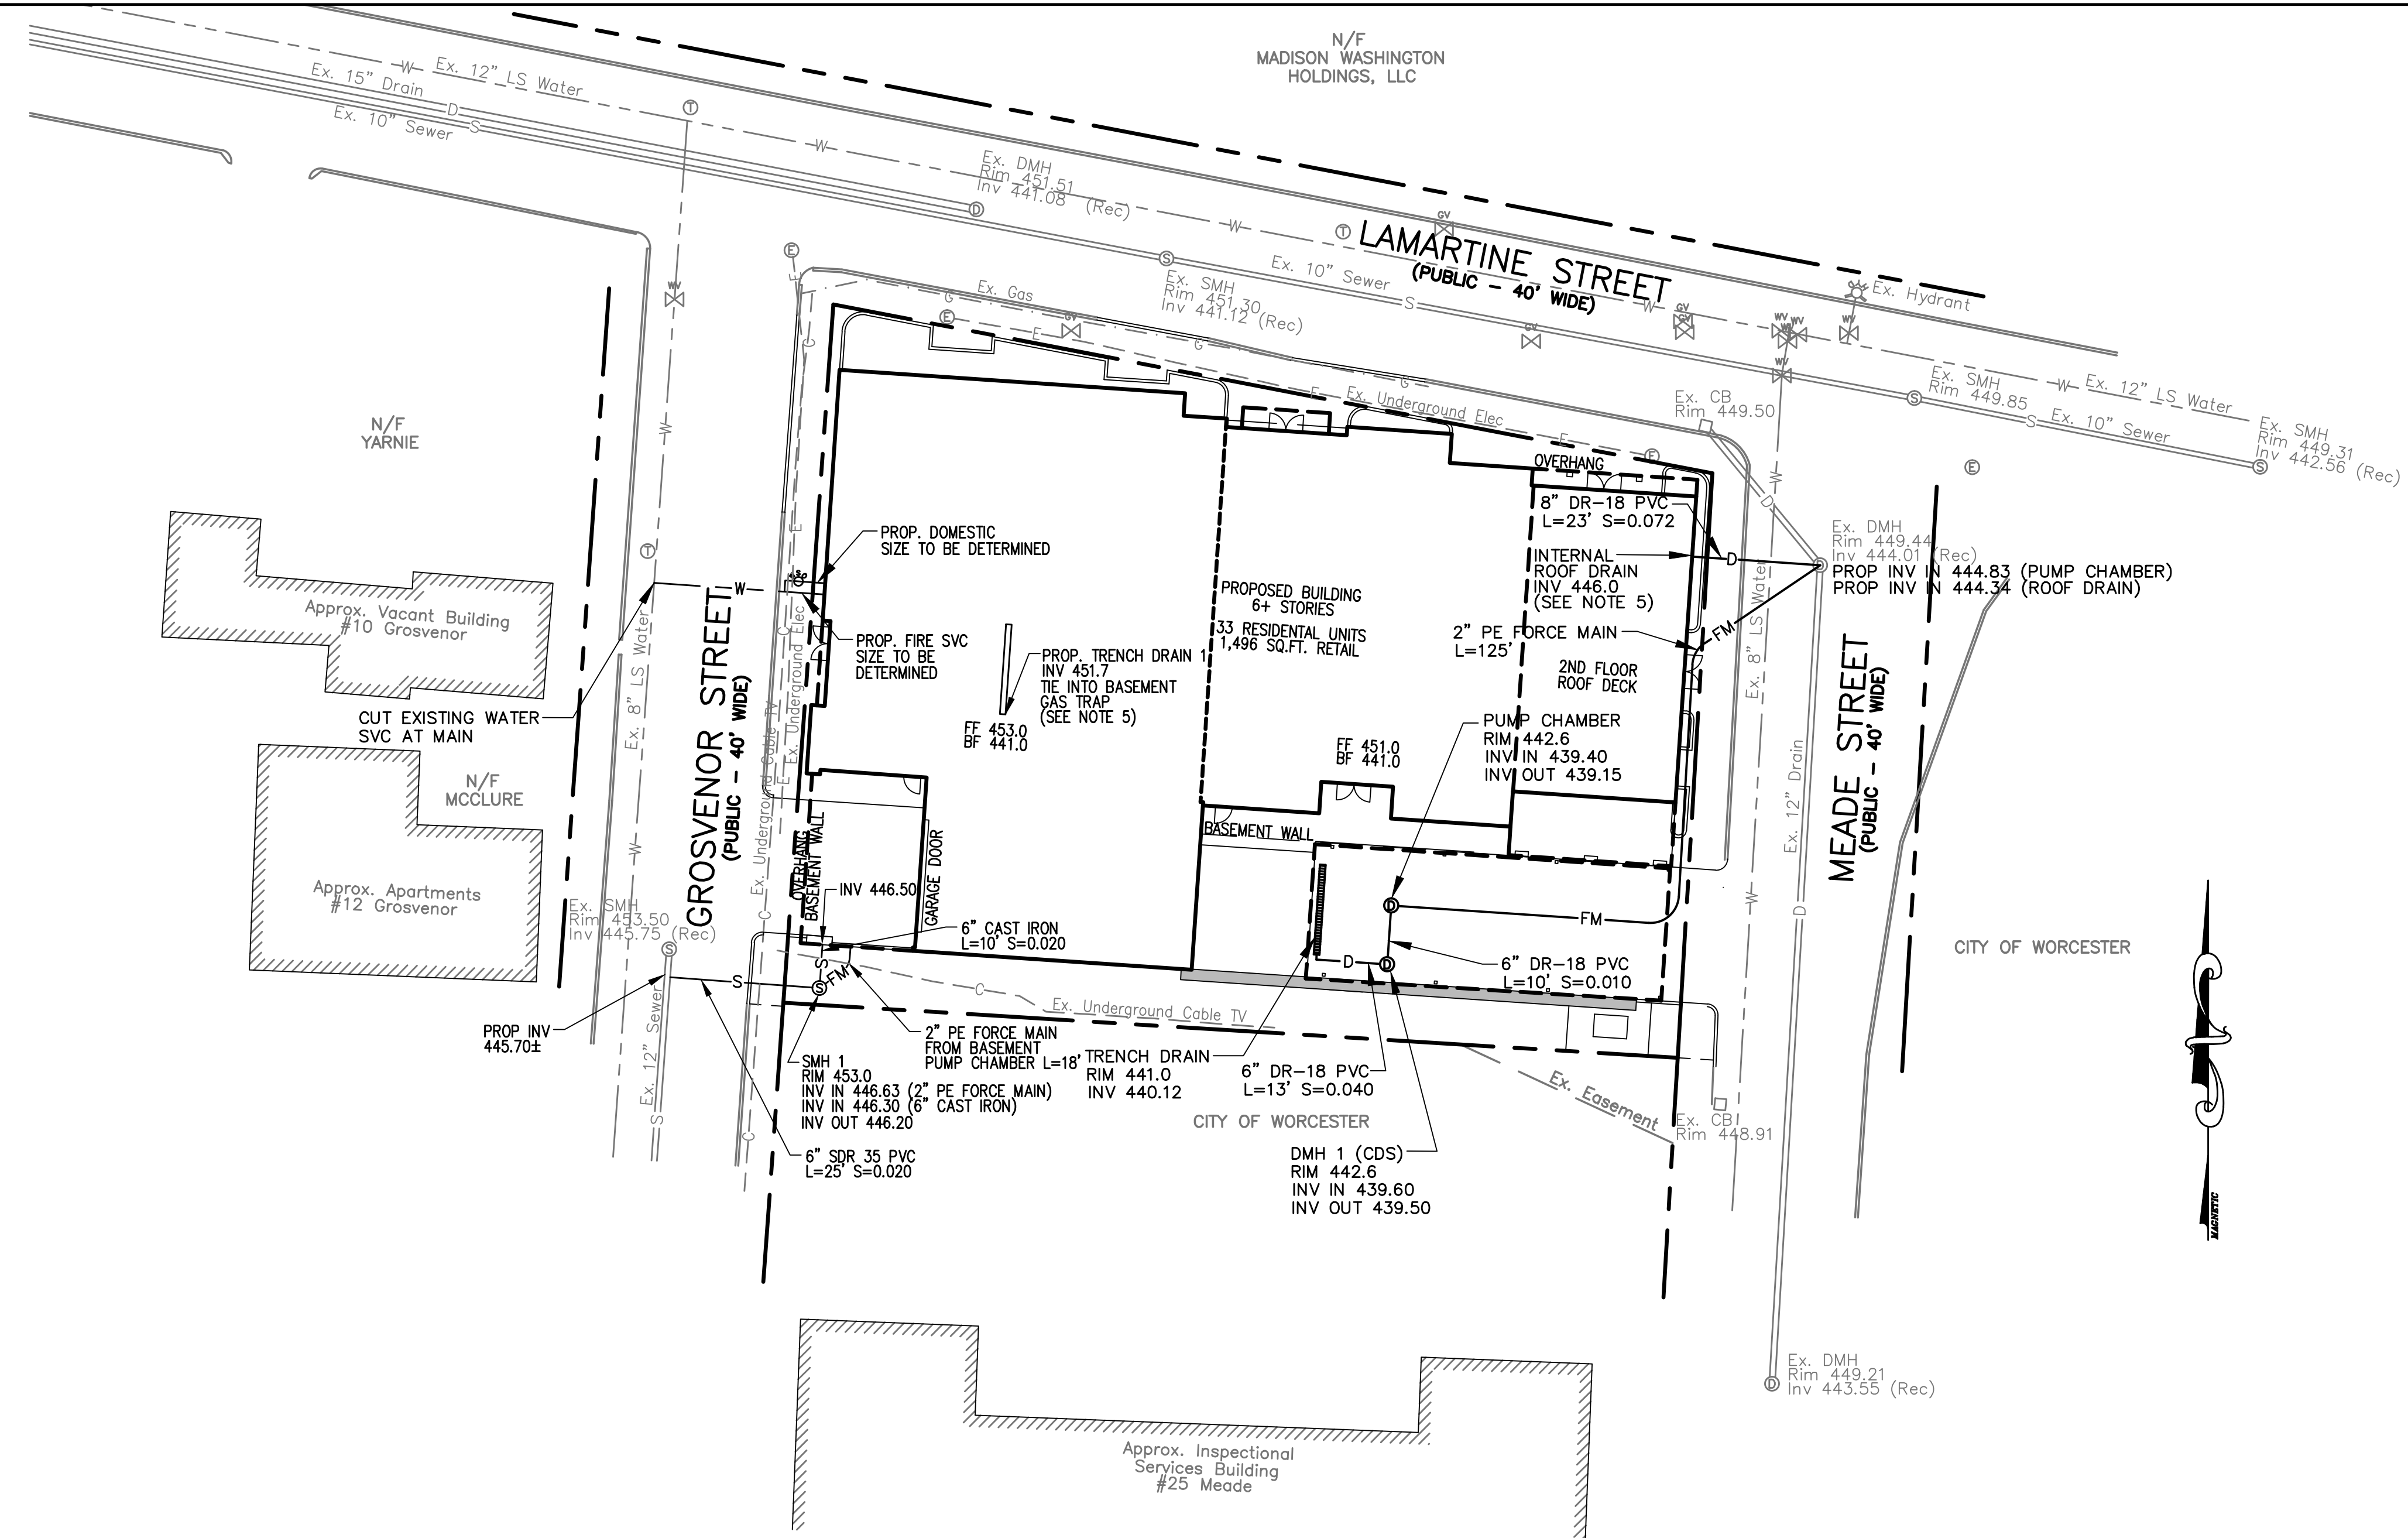 N/F
MADISON WASHINGTON
HOLDINGS, LLC
W
Ex. 12" LS Water
Ex. 15" Drain
D
Ex. 10" Sewer
S
T
W
Ex. DMH
Rim 451.51
Inv 441.08 (Rec)
D
W
T
GV
LAMARTINE STREET
(PUBLIC - 40' WIDE)
E
S
Ex. SMH
Rim 451.30
Inv 441.12 (Rec)
Ex. 10" Sewer
S
W
GV
GV
GV
WV
WV
WV
WV
Ex. Hydrant
WV
Ex. Gas
G
G
G
GV
E
E
E
Ex. Underground Elec
E
E
Ex. CB
Rim 449.50
S
Ex. SMH
Rim 449.85
W
Ex. 12" LS Water
Ex. 10" Sewer
S
Ex. SMH
Rim 449.31
Inv 442.56 (Rec)
S
E
N/F
YARNIE
WV
W
T
E
C
E
OVERHANG
8" DR-18 PVC
L=23' S=0.072
D
D
W
Ex. DMH
Rim 449.44
Inv 444.01 (Rec)
PROP INV IN 444.83 (PUMP CHAMBER)
PROP INV IN 444.34 (ROOF DRAIN)
INTERNAL
ROOF DRAIN
INV 446.0
(SEE NOTE 5)
PROP. DOMESTIC
SIZE TO BE DETERMINED
W
PROP. FIRE SVC
SIZE TO BE
DETERMINED
PROPOSED BUILDING
6+ STORIES
33 RESIDENTAL UNITS
1,496 SQ.FT. RETAIL
2" PE FORCE MAIN
L=125'
FM
2ND FLOOR
ROOF DECK
PROP. TRENCH DRAIN 1
INV 451.7
TIE INTO BASEMENT
GAS TRAP
(SEE NOTE 5)
FF 453.0
BF 441.0
FF 451.0
BF 441.0
PUMP CHAMBER
RIM 442.6
INV IN 439.40
INV OUT 439.15
Approx. Vacant Building
#10 Grosvenor
CUT EXISTING WATER
SVC AT MAIN
Ex. 8" LS Water
W
GROSVENOR STREET
(PUBLIC - 40' WIDE)
C
Ex. Underground Elec
E
Ex. Underground Cable TV
C
Ex. 8" LS Water
W
Ex. 12" Drain
D
MEADE STREET
(PUBLIC - 40' WIDE)
N/F
MCCLURE
Approx. Apartments
#12 Grosvenor
Ex. SMH
Rim 453.50
Inv 445.75 (Rec)
S
OVERHANG
BASEMENT WALL
INV 446.50
GARAGE DOOR
BASEMENT WALL
6" CAST IRON
L=10' S=0.020
D
FM
CITY OF WORCESTER
S
S
S
FM
C
Ex. Underground Cable TV
D
D
6" DR-18 PVC
L=10' S=0.010
PROP INV
445.70±
Ex. 12" Sewer
S
C
SMH 1
RIM 453.0
INV IN 446.63 (2" PE FORCE MAIN)
INV IN 446.30 (6" CAST IRON)
INV OUT 446.20
2" PE FORCE MAIN
FROM BASEMENT
PUMP CHAMBER L=18'
TRENCH DRAIN
RIM 441.0
INV 440.12
6" DR-18 PVC
L=13' S=0.040
Ex. Easement
Ex. CB
Rim 448.91
CITY OF WORCESTER
6" SDR 35 PVC
L=25' S=0.020
DMH 1 (CDS)
RIM 442.6
INV IN 439.60
INV OUT 439.50
MAGNETIC
Ex. DMH
Rim 449.21
Inv 443.55 (Rec)
D
Approx. Inspectional
Services Building
#25 Meade